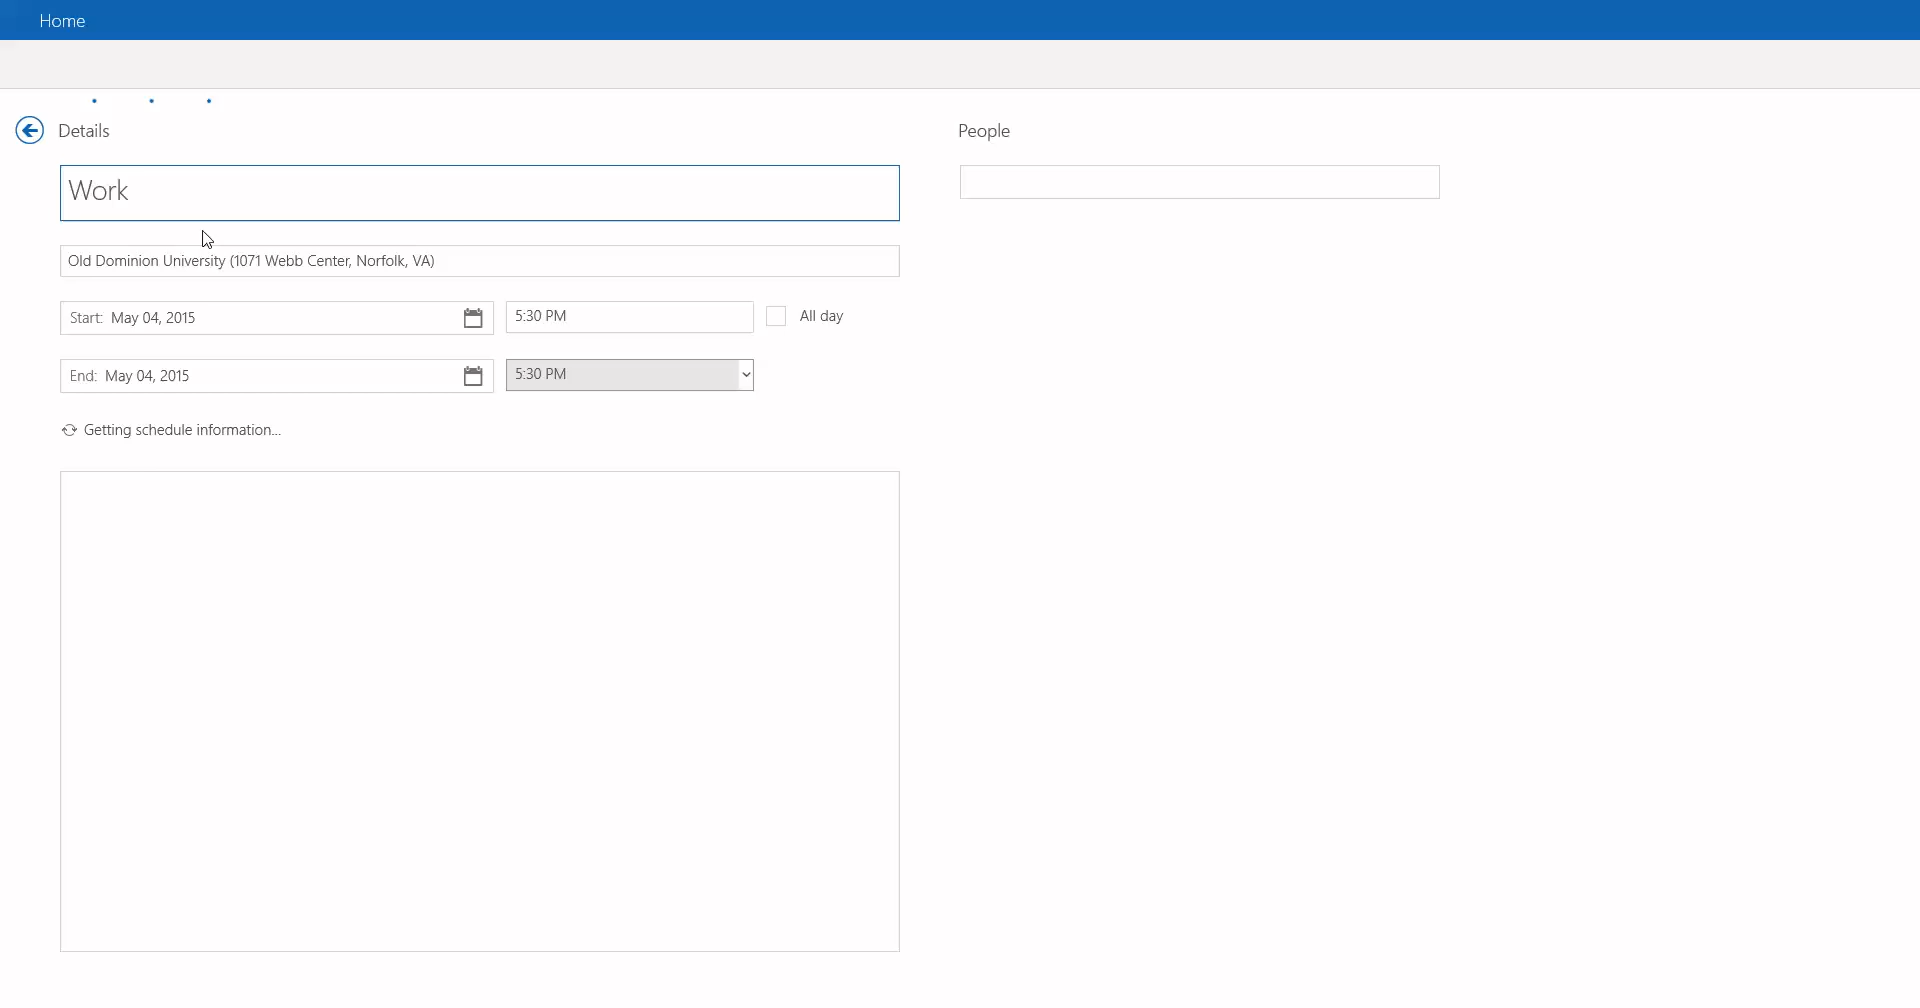 Home
Details
People
Work
Old Dominion University (1071 Webb Center, Norfolk, VA)
Start: May 04, 2015
5:30 PM
All day
End: May 04, 2015
5:30 PM
Getting schedule information...